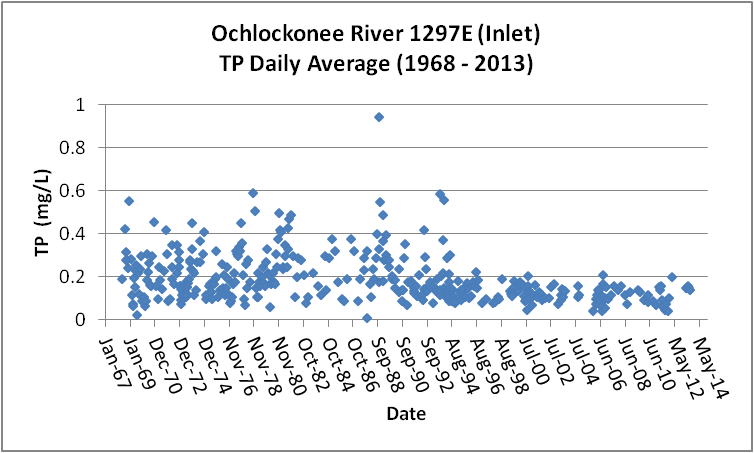 Ochlockonee River 1297E (Inlet)
TP Daily Average (1968 - 2013)
1
0.8
0.6
0.4
0.2
0
TP (mg/L)
Jan-67
Jan-69
Dec-70
Dec-72
Dec-74
Nov-76
Nov-78
Nov-80
Oct-82
Oct-84
Oct-86
Sep-88
Sep-90
Sep-92
Aug-94
Aug-96
Aug-98
Jul-00
Jul-02
Jul-04
Jun-06
Jun-08
Jun-10
May-12
May-14
Date